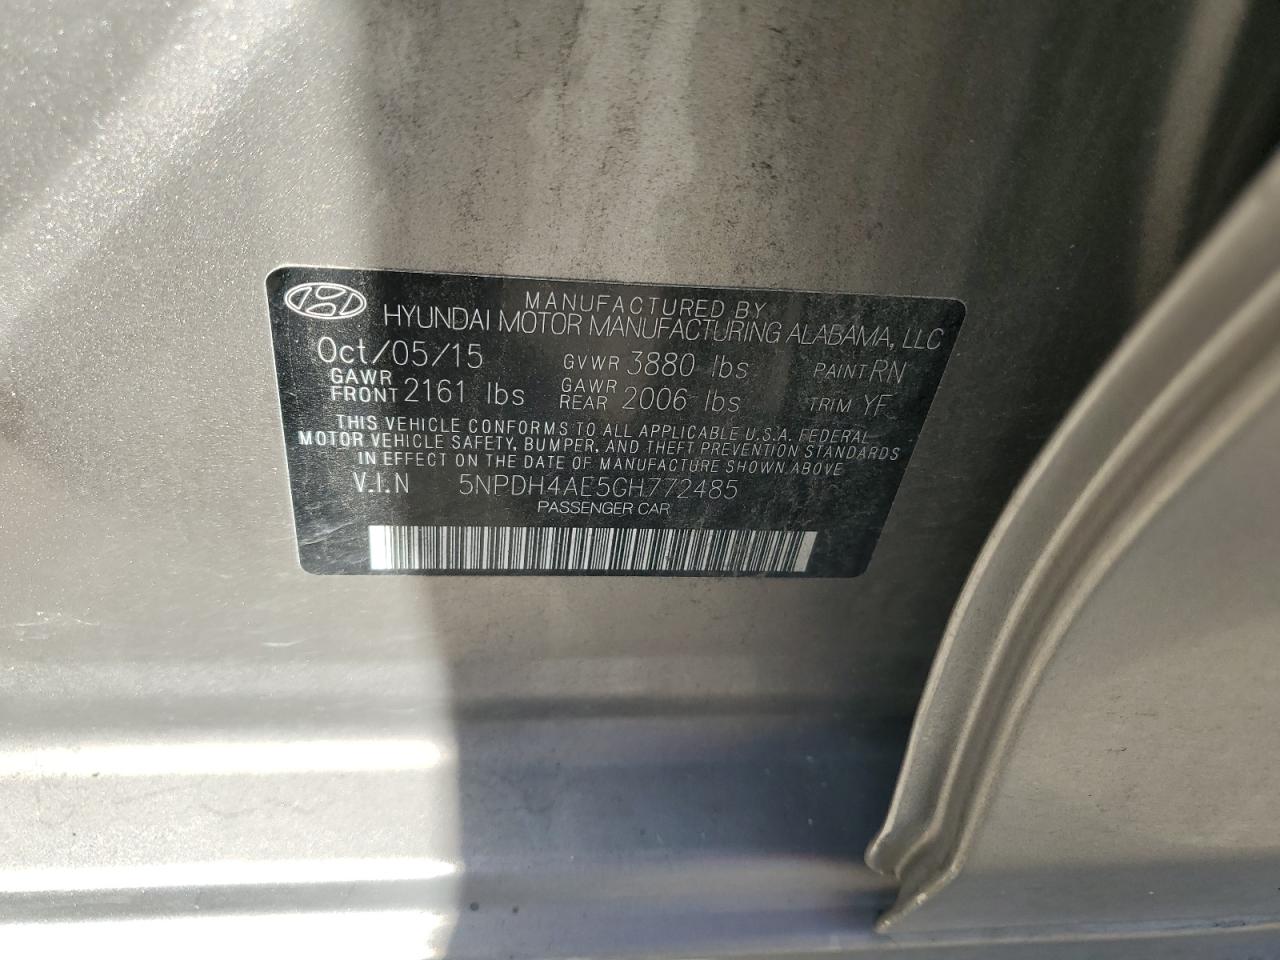 MANUFACTURED BY
HYUNDAI MOTOR MANUFACTURING ALABAMA, LLC
Oct/05/15 GVWR 3880 lbs PAINT RN
GAWR FRONT 2161 lbs GAWR REAR 2006 lbs TRIM YF
THIS VEHICLE CONFORMS TO ALL APPLICABLE U.S.A. FEDERAL
MOTOR VEHICLE SAFETY, BUMPER, AND THEFT PREVENTION STANDARDS
IN EFFECT ON THE DATE OF MANUFACTURE SHOWN ABOVE
V.I.N 5NPDH4AE5GH772485
PASSENGER CAR